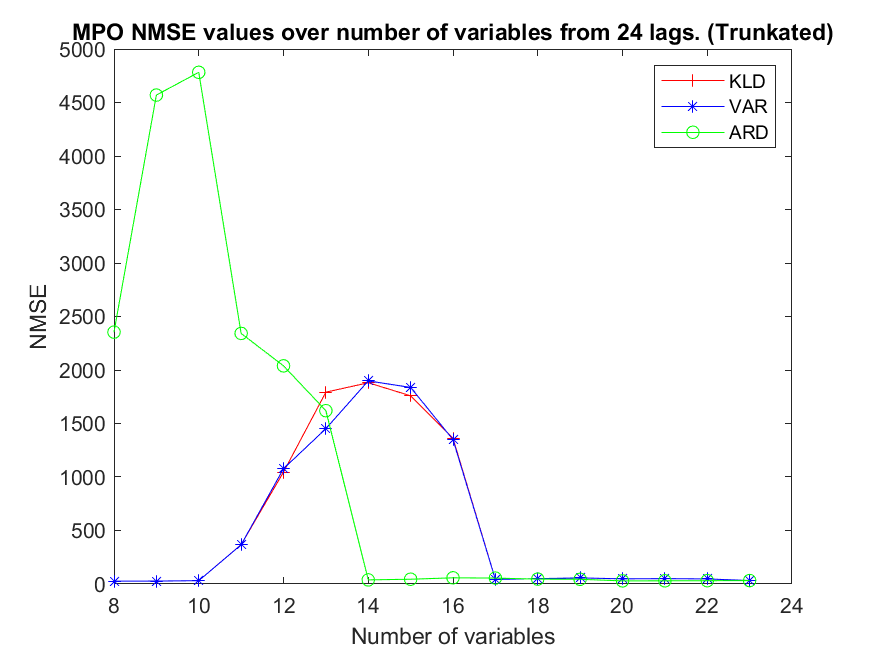 MPO NMSE values over number of variables from 24 lags. (Trunkated)
5000
4500
4000
3500
3000
2500
2000
1500
1000
500
0
NMSE
KLD
VAR
ARD
8 10 12 14 16 18 20 22 24
Number of variables